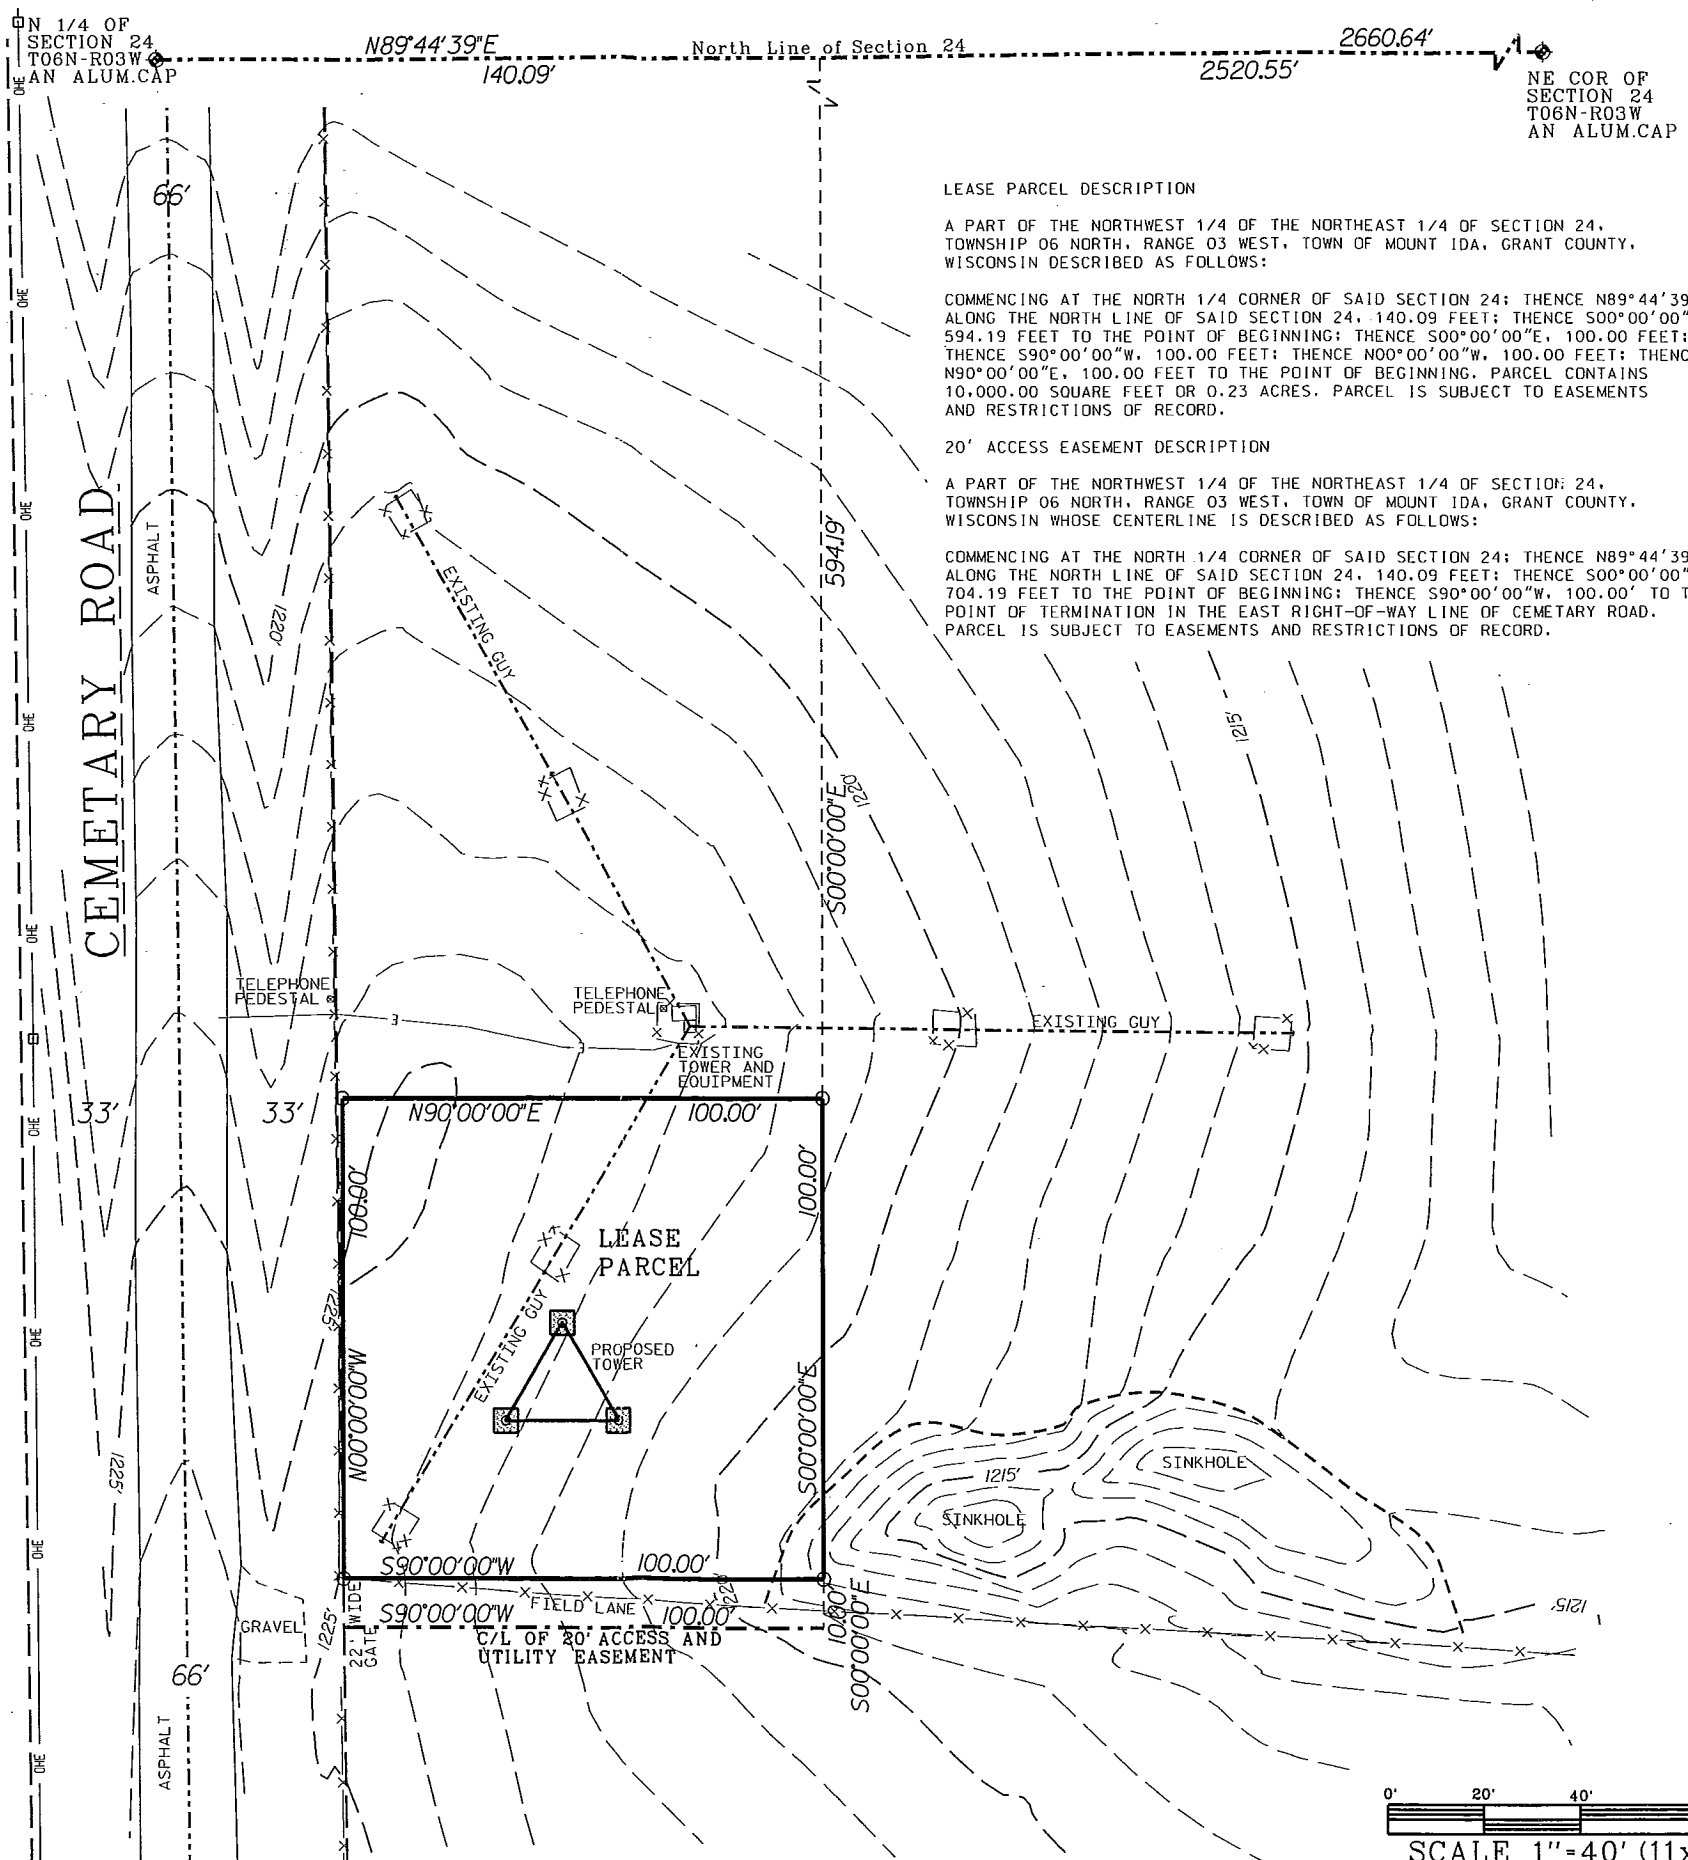 N 1/4 OF
SECTION 24
T06N-R03W
AN ALUM.CAP
N89°44'39"E
North Line of Section 24
2660.64'
140.09'
2520.55'
NE COR OF
SECTION 24
T06N-R03W
AN ALUM.CAP
LEASE PARCEL DESCRIPTION
A PART OF THE NORTHWEST 1/4 OF THE NORTHEAST 1/4 OF SECTION 24,
TOWNSHIP 06 NORTH, RANGE 03 WEST, TOWN OF MOUNT IDA, GRANT COUNTY,
WISCONSIN DESCRIBED AS FOLLOWS:
COMMENCING AT THE NORTH 1/4 CORNER OF SAID SECTION 24; THENCE N89°44'39
ALONG THE NORTH LINE OF SAID SECTION 24, 140.09 FEET; THENCE S00°00'00"
594.19 FEET TO THE POINT OF BEGINNING; THENCE S00°00'00"E, 100.00 FEET;
THENCE S90°00'00"W, 100.00 FEET; THENCE N00°00'00"W, 100.00 FEET; THENC
N90°00'00"E, 100.00 FEET TO THE POINT OF BEGINNING. PARCEL CONTAINS
10,000.00 SQUARE FEET OR 0.23 ACRES. PARCEL IS SUBJECT TO EASEMENTS
AND RESTRICTIONS OF RECORD.
20' ACCESS EASEMENT DESCRIPTION
A PART OF THE NORTHWEST 1/4 OF THE NORTHEAST 1/4 OF SECTION 24,
TOWNSHIP 06 NORTH, RANGE 03 WEST, TOWN OF MOUNT IDA, GRANT COUNTY,
WISCONSIN WHOSE CENTERLINE IS DESCRIBED AS FOLLOWS:
COMMENCING AT THE NORTH 1/4 CORNER OF SAID SECTION 24; THENCE N89°44'39
ALONG THE NORTH LINE OF SAID SECTION 24, 140.09 FEET; THENCE S00°00'00"
704.19 FEET TO THE POINT OF BEGINNING; THENCE S90°00'00"W, 100.00' TO T
POINT OF TERMINATION IN THE EAST RIGHT-OF-WAY LINE OF CEMETARY ROAD.
PARCEL IS SUBJECT TO EASEMENTS AND RESTRICTIONS OF RECORD.
OHE
OHE
OHE
OHE
OHE
OHE
OHE
OHE
OHE
66'
CEMETARY ROAD
ASPHALT
1220'
EXISTING GUY
594.19'
S00°00'00"E
1220'
1215'
TELEPHONE
PEDESTAL
TELEPHONE
PEDESTAL
3
3
EXISTING GUY
EXISTING
TOWER AND
EQUIPMENT
33'
33'
N90°00'00"E
100.00'
100.00'
N00°00'00"W
100.00'
S00°00'00"E
LEASE
PARCEL
1225'
EXISTING GUY
PROPOSED
TOWER
1225'
SINKHOLE
1215'
SINKHOLE
S90°00'00"W
100.00'
1220'
S90°00'00"W
FIELD LANE
100.00'
10.00'
S00°00'00"E
1215'
GRAVEL
1225'
22' WIDE
GATE
C/L OF 20' ACCESS AND
UTILITY EASEMENT
66'
ASPHALT
0'
20'
40'
SCALE 1"=40' (11x